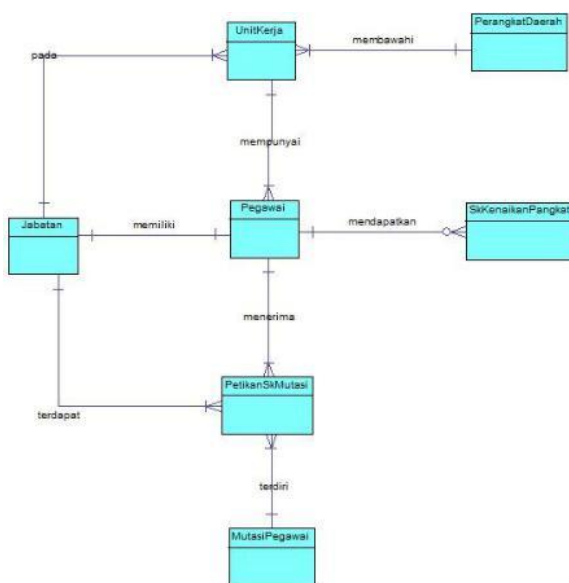 UnitKerja
PerangkatDaerah
membawahi
pada
mempunyai
Pegawai
SkKenaikanPangkat
Jabatan
memiliki
mendapatkan
menerima
PetikanSkMutasi
terdapat
terdiri
MutasiPegawai